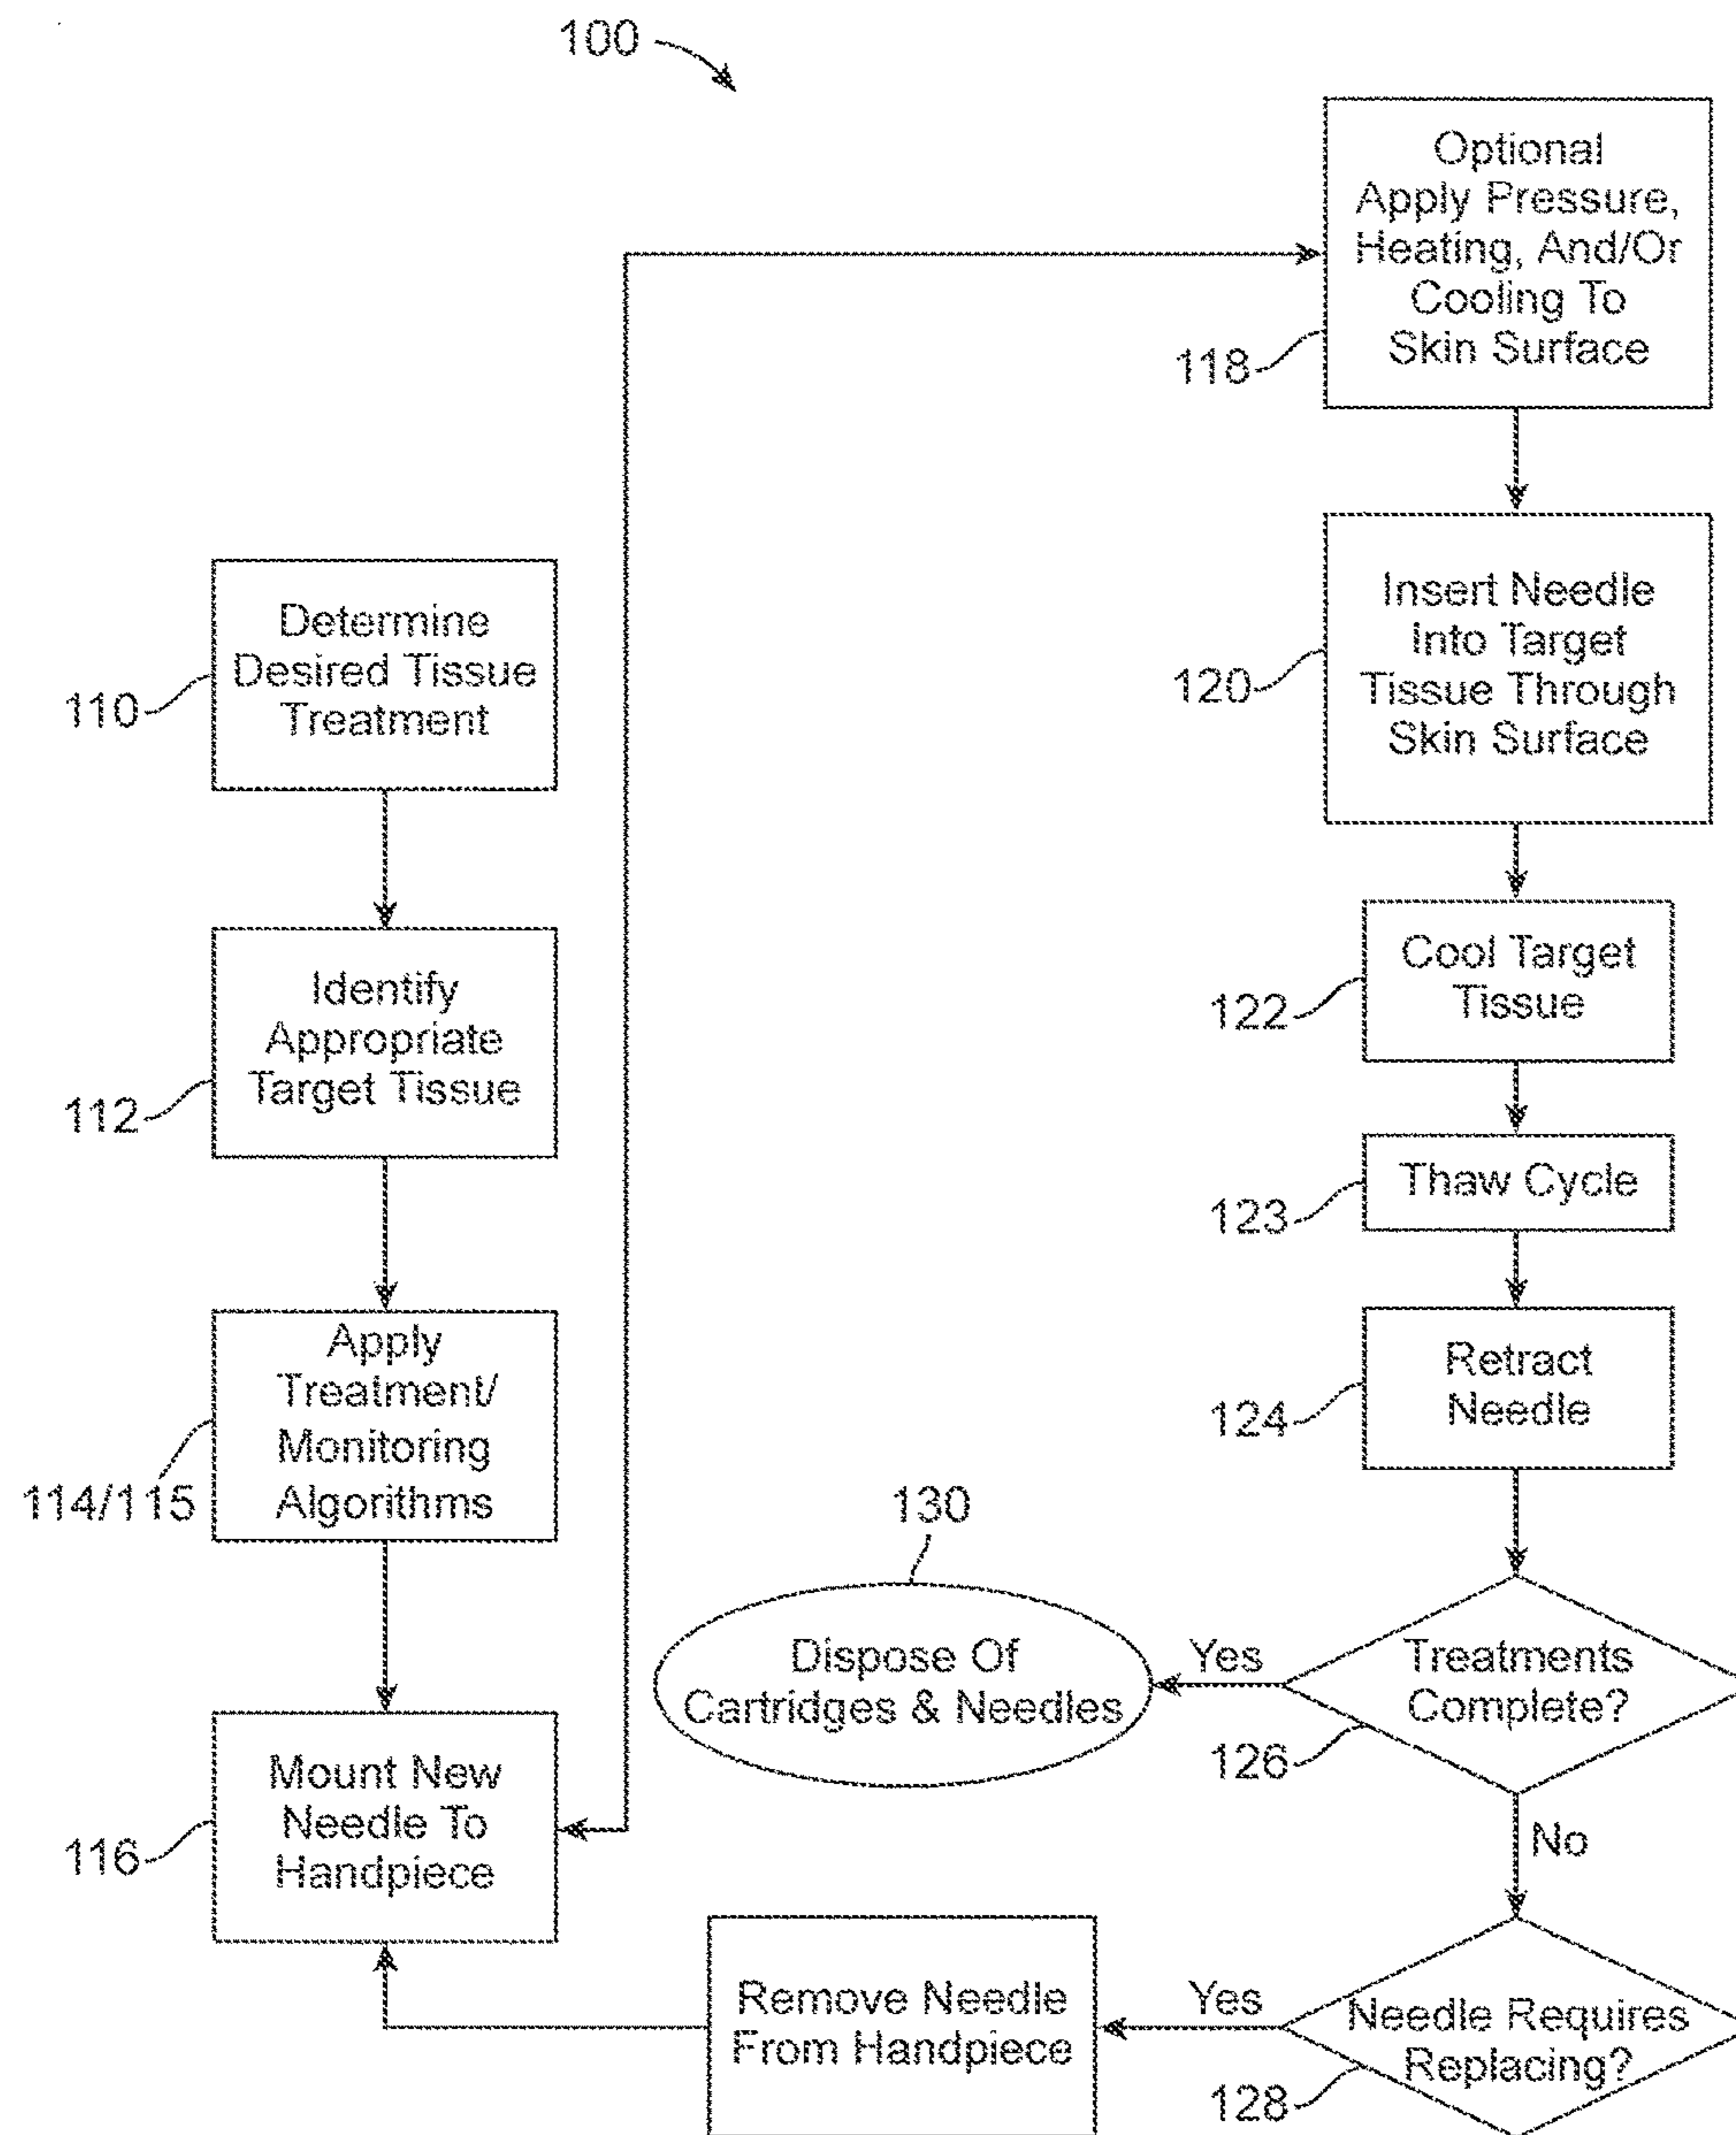 100
Determine
Desired Tissue
Treatment
110
Identify
Appropriate
Target Tissue
112
Apply
Treatment/
Monitoring
Algorithms
114/115
Mount New
Needle To
Handpiece
116
Optional
Apply Pressure,
Heating, And/Or
Cooling To
Skin Surface
118
Insert Needle
Into Target
Tissue Through
Skin Surface
120
Cool Target
Tissue
122
Thaw Cycle
123
Retract
Needle
124
Treatments
Complete?
126
Yes
130
Dispose Of
Cartridges & Needles
No
Needle Requires
Replacing?
128
Yes
Remove Needle
From Handpiece